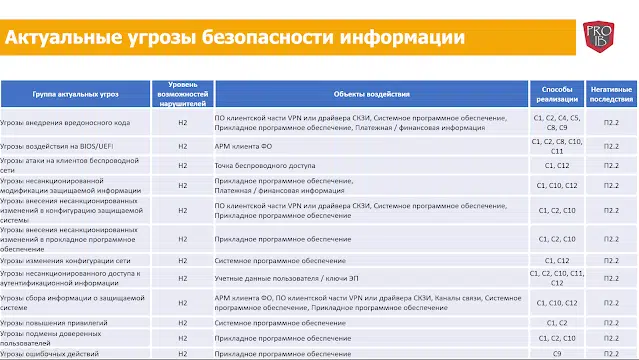 Актуальные угрозы безопасности информации
PRO
IB
Группа актуальных угроз
Уровень
возможностей
нарушителей
Объекты воздействия
Способы
реализации
Негативные
последствия
Угрозы внедрения вредоносного кода
Н2
ПО клиентской части VPN или драйвера СКЗИ, Системное программное обеспечение,
Прикладное программное обеспечение, Платежная / финансовая информация
С1, С2, С4, С5,
С8, С9
П2.2
Угрозы воздействия на BIOS/UEFI
Н2
АРМ клиента ФО
С1, С2, С8, С10,
С11
П2.2
Угрозы атаки на клиентов беспроводной
сети
Н2
Точка беспроводного доступа
С1, С12
П2.2
Угрозы несанкционированной
модификации защищаемой информации
Н2
Прикладное программное обеспечение,
Платежная / финансовая информация
С1, С10, С12
П2.2
Угрозы внесения несанкционированных
изменений в конфигурацию защищаемой
системы
Н2
ПО клиентской части VPN или драйвера СКЗИ, Системное программное обеспечение,
Прикладное программное обеспечение
С1, С2, С10
П2.2
Угрозы внесения несанкционированных
изменений в прокладное программное
обеспечение
Н2
Прикладное программное обеспечение
С1, С2, С10
П2.2
Угрозы изменения конфигурации сети
Н2
Системное программное обеспечение
С1, С12
П2.2
Угрозы несанкционированного доступа к
аутентификационной информации
Н2
Учетные данные пользователя / ключи ЭП
С1, С2, С10, С11,
С12
П2.2
Угрозы сбора информации о защищаемой
системе
Н2
АРМ клиента ФО, ПО клиентской части VPN или драйвера СКЗИ, Каналы связи, Системное
программное обеспечение, Прикладное программное обеспечение
С1, С10, С12
П2.2
Угрозы повышения привилегий
Н2
Системное программное обеспечение
С1, С2
П2.2
Угрозы подмены доверенных
пользователей
Н2
Прикладное программное обеспечение
С1, С2, С10
П2.2
Угрозы ошибочных действий
Н2
Прикладное программное обеспечение
С9
П2.2